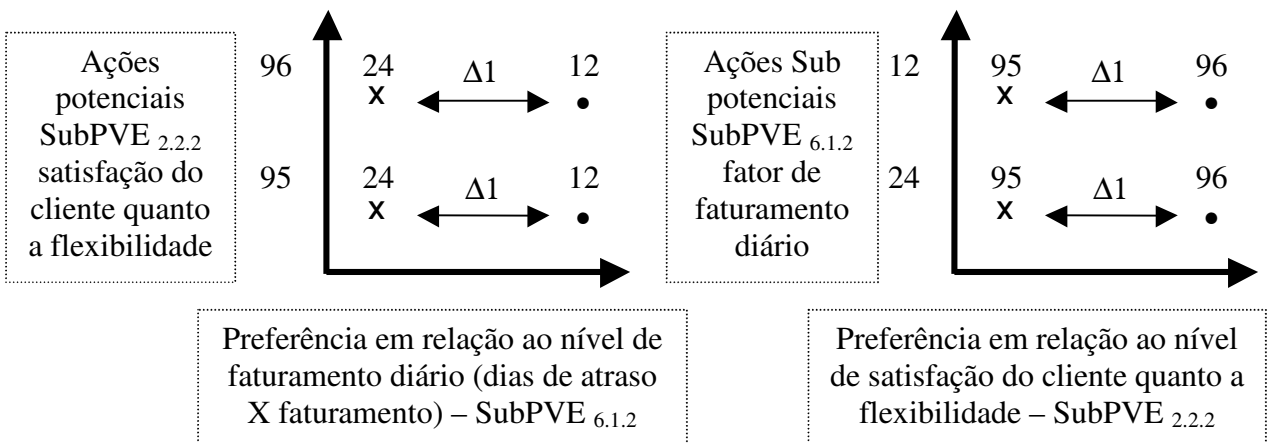 Ações
potenciais
SubPVE 2.2.2
satisfação do
cliente quanto
a flexibilidade
96
24
X
Δ1
12
95
24
X
Δ1
12
Preferência em relação ao nível de
faturamento diário (dias de atraso
X faturamento) – SubPVE 6.1.2
Ações Sub
potenciais
SubPVE 6.1.2
fator de
faturamento
diário
12
95
X
Δ1
96
24
95
X
Δ1
96
Preferência em relação ao nível
de satisfação do cliente quanto a
flexibilidade – SubPVE 2.2.2